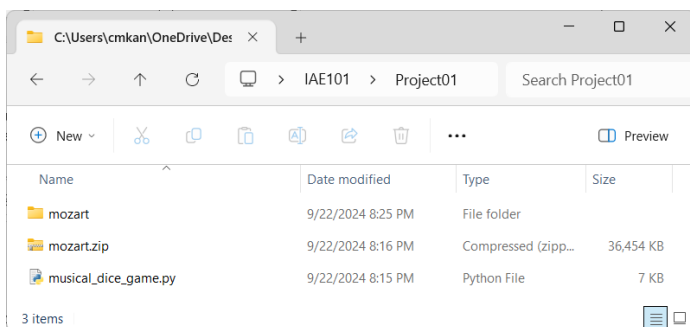 C:\Users\cmkan\OneDrive\Des
IAE101 > Project01 Search Project01
New Preview
Name Date modified Type Size
mozart 9/22/2024 8:25 PM File folder
mozart.zip 9/22/2024 8:16 PM Compressed (zipp... 36,454 KB
musical_dice_game.py 9/22/2024 8:15 PM Python File 7 KB
3 items